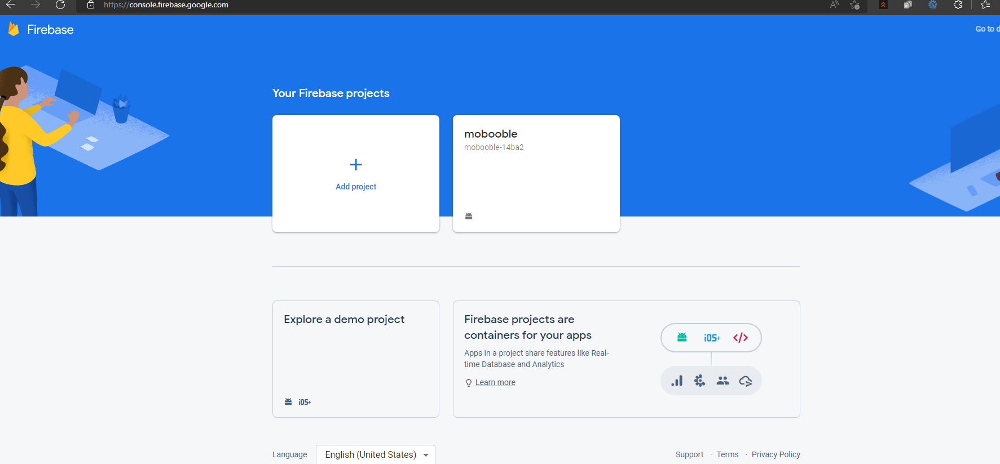 https://console.firebase.google.com
Firebase
Go to d
Your Firebase projects
Add project
mobooble
mobooble-14ba2
Explore a demo project
iOS+
Firebase projects are
containers for your apps
Apps in a project share features like Real-
time Database and Analytics
Learn more
iOS+
Language
English (United States)
Support · Terms · Privacy Policy